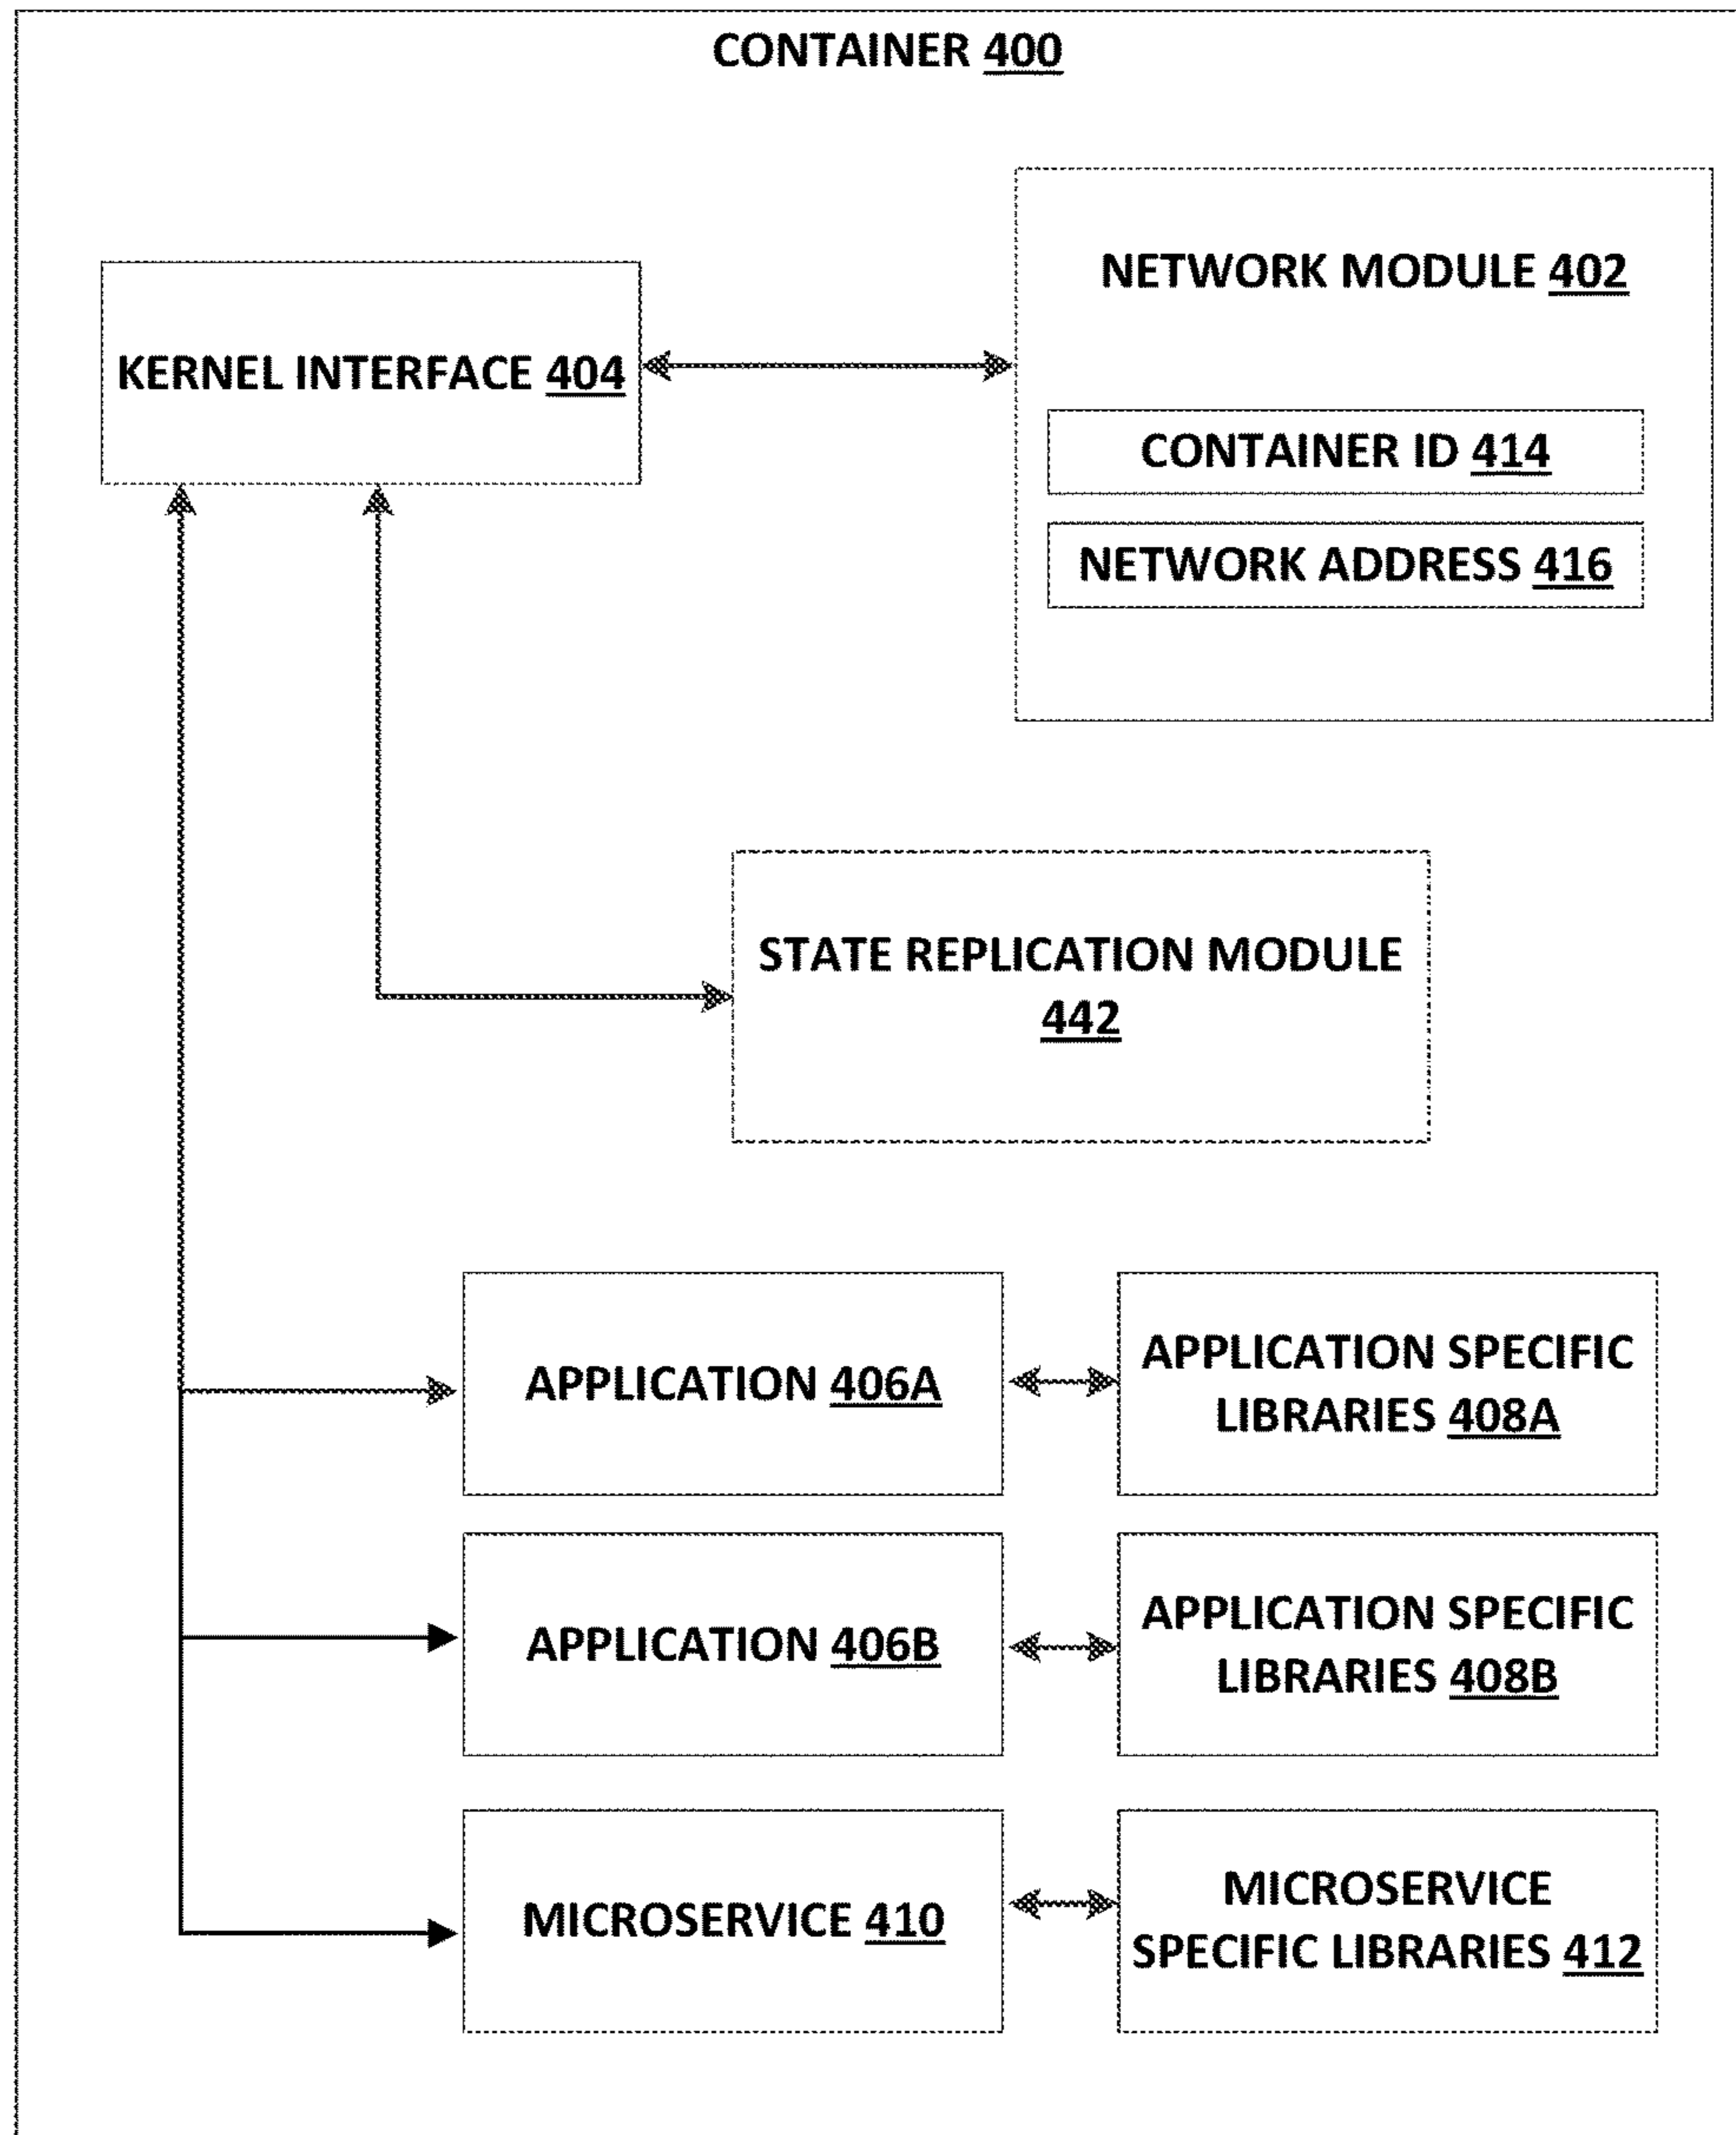 CONTAINER 400
NETWORK MODULE 402
KERNEL INTERFACE 404
CONTAINER ID 414
NETWORK ADDRESS 416
STATE REPLICATION MODULE
442
APPLICATION 406A
APPLICATION SPECIFIC
LIBRARIES 408A
APPLICATION 406B
APPLICATION SPECIFIC
LIBRARIES 408B
MICROSERVICE 410
MICROSERVICE
SPECIFIC LIBRARIES 412